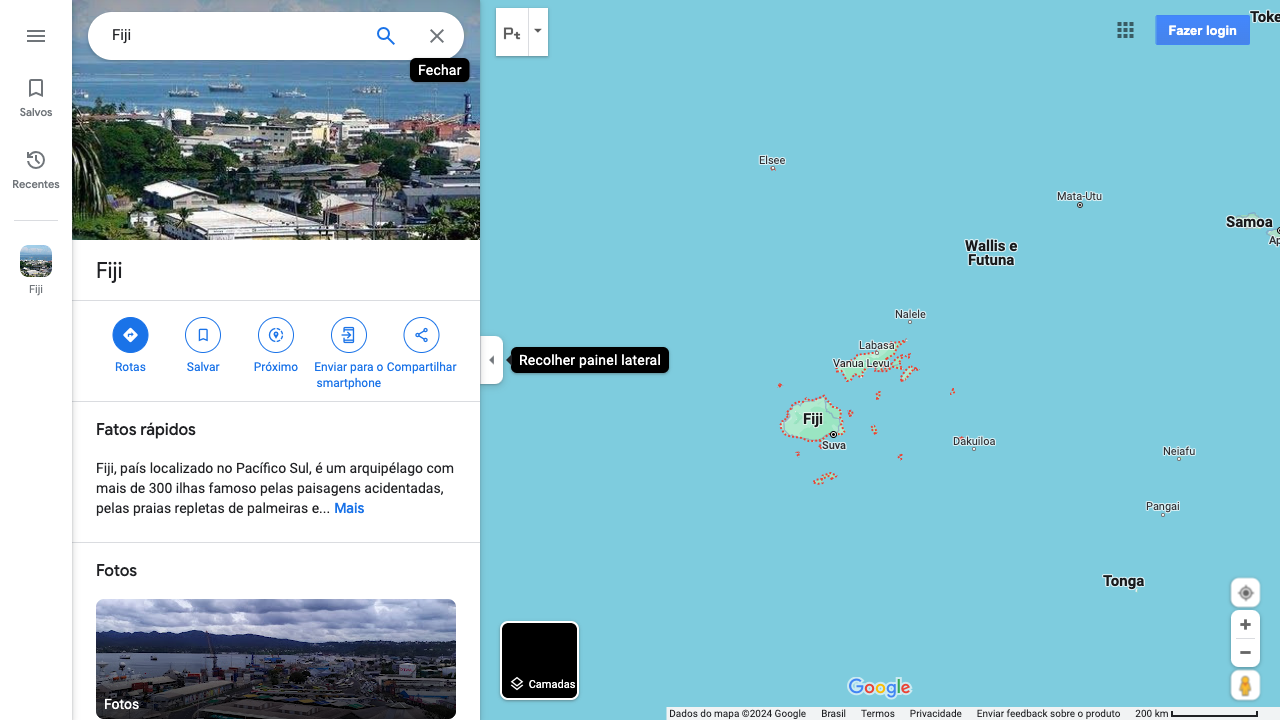 Fiji
Fechar
Salvos
Recentes
Fiji
Fiji
Rotas
Salvar
Próximo
Enviar para o smartphone
Compartilhar
Fatos rápidos
Fiji, país localizado no Pacífico Sul, é um arquipélago com
mais de 300 ilhas famoso pelas paisagens acidentadas,
pelas praias repletas de palmeiras e... Mais
Fotos
Fotos
Recolher painel lateral
Fazer login
Toke
Elsee
Mata-Utu
Samoa
Ap
Wallis e
Futuna
Nalele
Labasa
Vanua Levu
Fiji
Suva
Dakuiloa
Neiafu
Pangai
Tonga
Camadas
Google
Dados do mapa ©2024 Google Brasil Termos Privacidade Enviar feedback sobre o produto 200 km